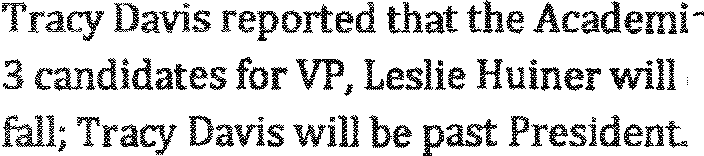 Tracy Davis reported that the Academi
3 candidates for VP, Leslie Huiner will
fall; Tracy Davis will be past President.